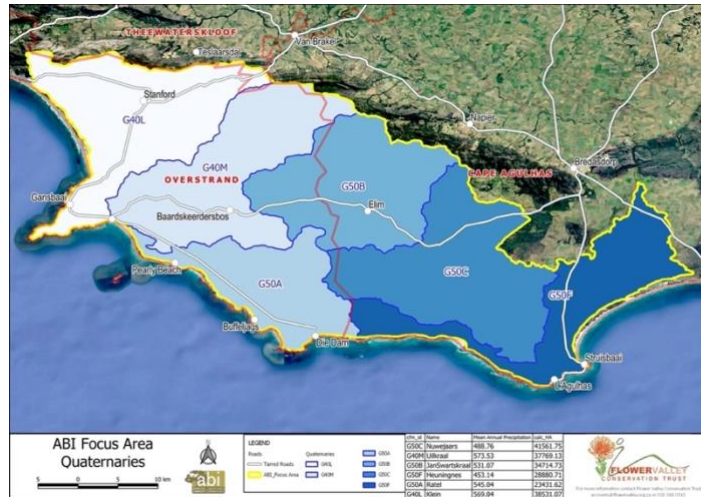 THEEWATERSKLOOF
Teslaarsdal
Van Brakel
Stanford
G40L
Napier
Bredasdorp
G40M
OVERSTRAND
CAPE AGULHAS
G50B
Gansbaai
Baardskeerdersbos
Elim
Pearly Beach
G50A
G50C
G50F
Buffeljags
Die Dam
Struisbaai
L'Agulhas
ABI Focus Area
Quaternaries
5 0 5 10 km
abi
LEGEND
Roads
Tarred Roads
ABI_Focus Area
Quaternaries
G40L
G40M
G50A
G50B
G50C
G50F
Name Mean Annual Precipitation calc_HA
G50C Nuwejaars 488.76 41561.75
G40M Uilkraal 573.53 37769.13
G50B JanSwartskraal 531.07 34714.73
G50F Heuningnes 453.14 28880.71
G50A Ratel 545.04 23431.62
G40L Klein 569.04 38531.07
FLOWER VALLEY
CONSERVATION TRUST